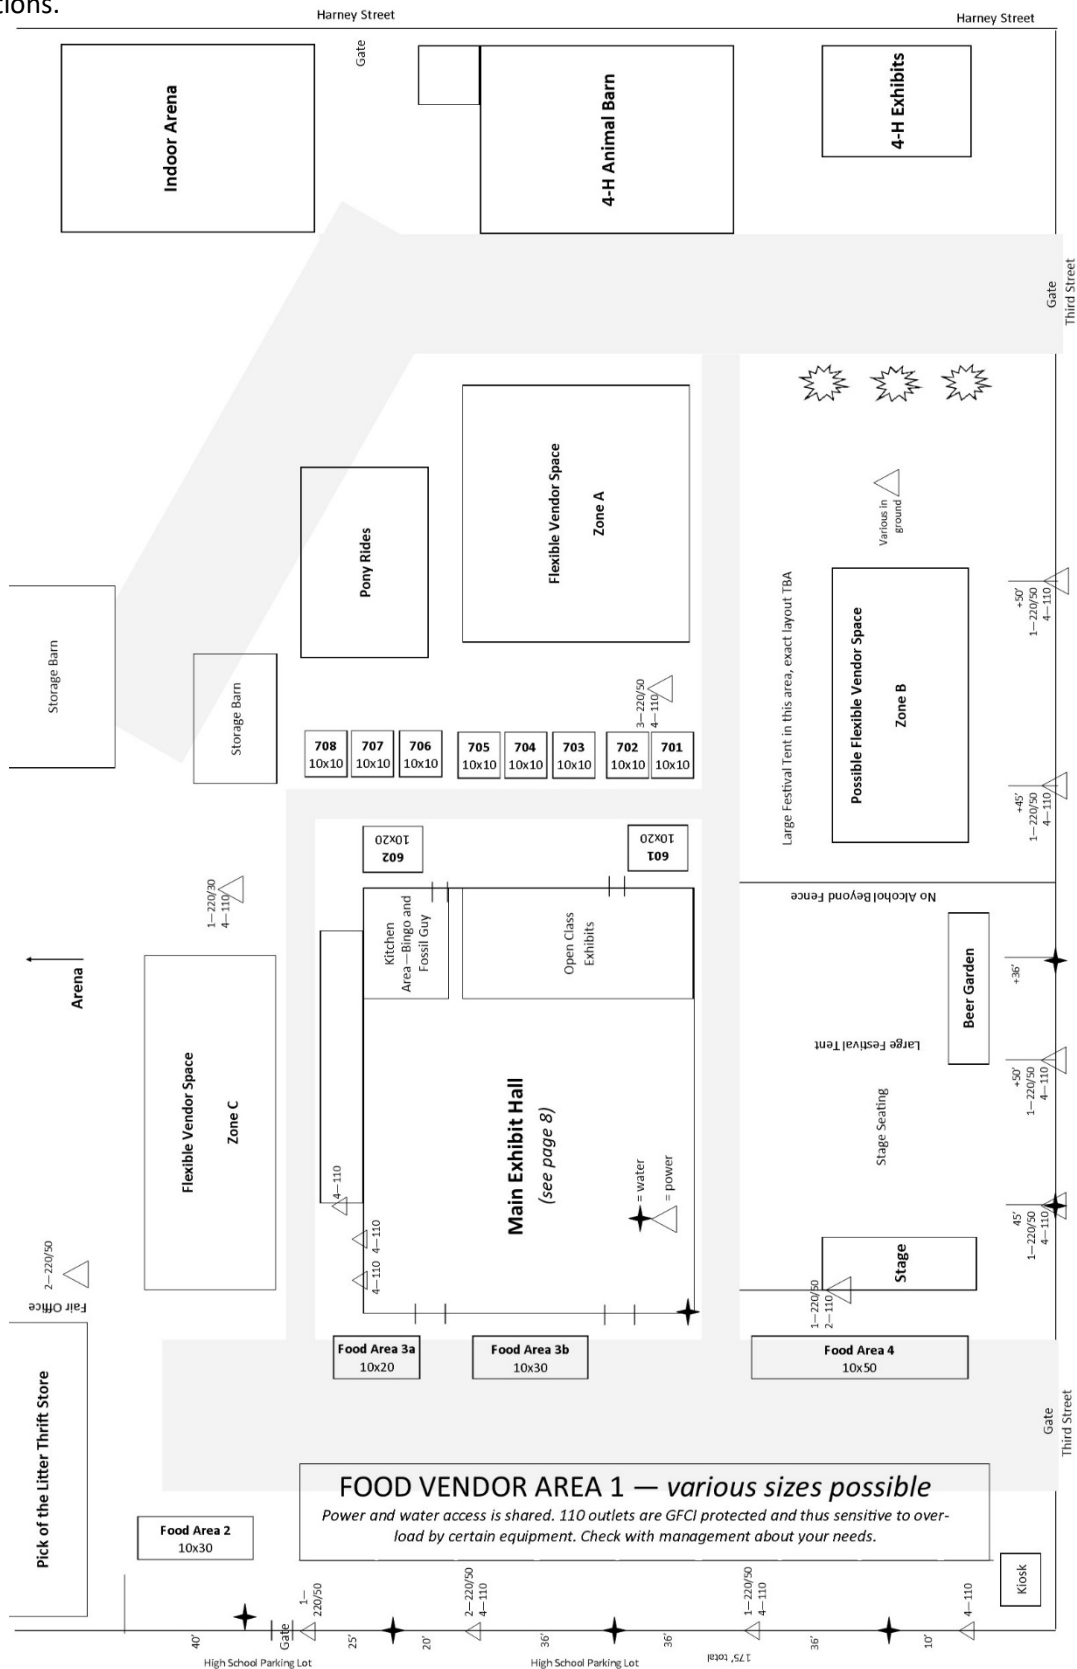 tions.
Harney Street
Harney Street
Gate
Indoor Arena
4-H Animal Barn
4-H Exhibits
Gate
Third Street
Storage Barn
Storage Barn
Pony Rides
Flexible Vendor Space
Zone A
Various in
ground
Large Festival Tent in this area, exact layout TBA
Possible Flexible Vendor Space
Zone B
+50'
1—220/50
4—110
+45'
1—220/50
4—110
3—220/50
4—110
708
10x10
707
10x10
706
10x10
705
10x10
704
10x10
703
10x10
702
10x10
701
10x10
602
10x20
601
10x20
1—220/30
4—110
Arena
Kitchen
Area—Bingo and
Fossil Guy
Open Class
Exhibits
No Alcohol Beyond Fence
Beer Garden
+36'
Large Festival Tent
+50'
1—220/50
4—110
Stage Seating
Flexible Vendor Space
Zone C
Main Exhibit Hall
(see page 8)
= water
= power
4—110
4—110
4—110
45'
1—220/50
4—110
Stage
1—220/50
2—110
2—220/50
Fair Office
Pick of the Litter Thrift Store
Food Area 3a
10x20
Food Area 3b
10x30
Food Area 4
10x50
Gate
Third Street
FOOD VENDOR AREA 1 — various sizes possible
Power and water access is shared. 110 outlets are GFCI protected and thus sensitive to over-
load by certain equipment. Check with management about your needs.
Food Area 2
10x30
Kiosk
1—
220/50
2—220/50
4—110
1—220/50
4—110
4—110
40'
Gate
25'
20'
36'
36'
36'
10'
175' total
High School Parking Lot
High School Parking Lot